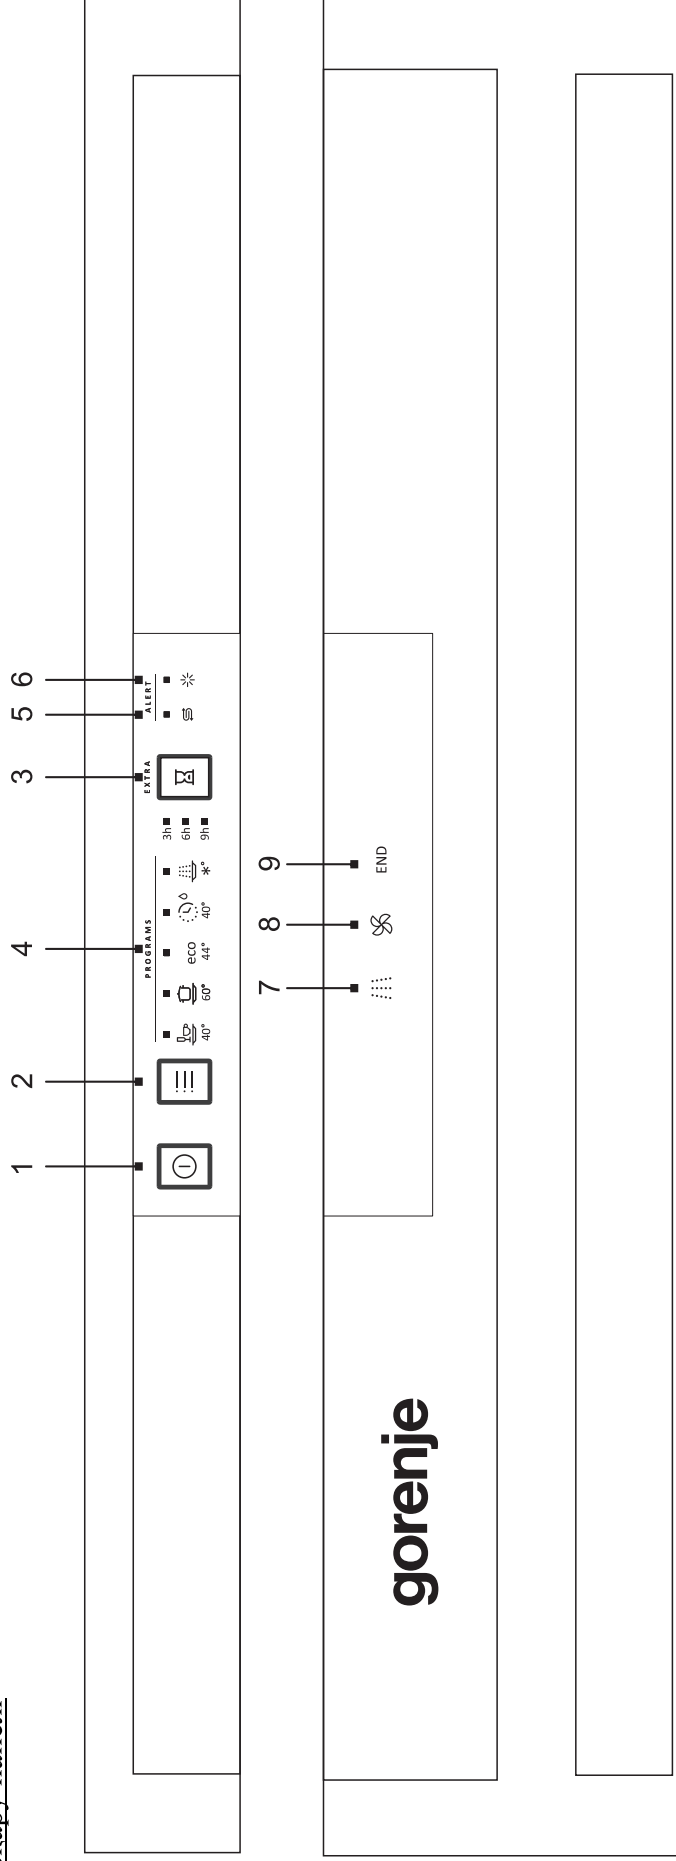 1 2 4 3 5 6
PROGRAMS EXTRA ALERT
3h
6h
9h
eco
40° 60° 44° 40° *°
7 8 9
END
gorenje